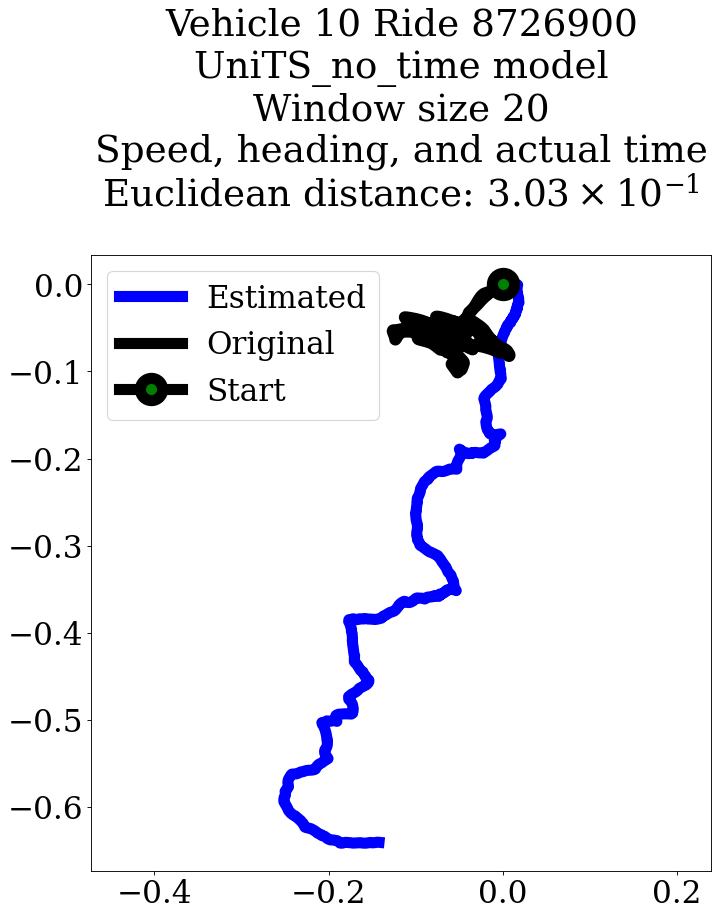 Vehicle 10 Ride 8726900
UniTS_no_time model
Window size 20
Speed, heading, and actual time
Euclidean distance: 3.03 × 10⁻¹
Estimated
Original
Start
0.0
−0.1
−0.2
−0.3
−0.4
−0.5
−0.6
−0.4 −0.2 0.0 0.2